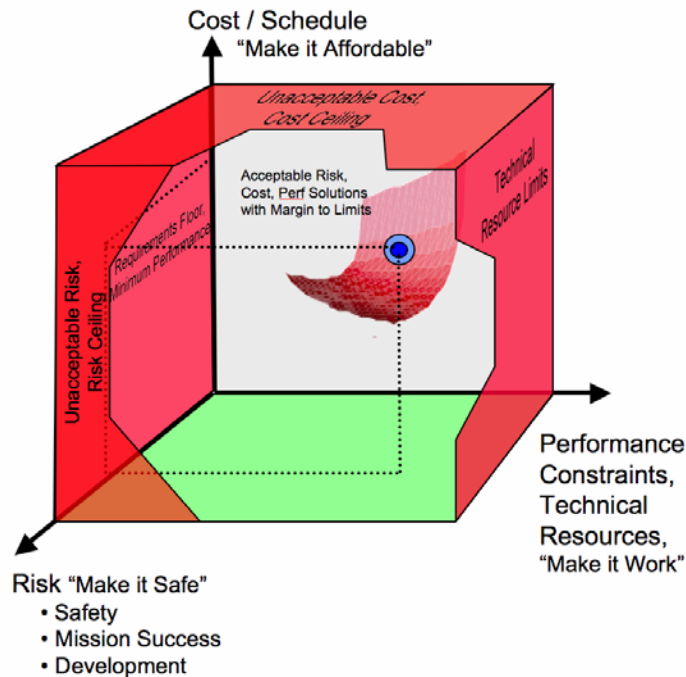 Cost / Schedule
“Make it Affordable”
Unacceptable Cost,
Cost Ceiling
Acceptable Risk,
Cost, Perf Solutions
with Margin to Limits
Technical
Resource Limits
Requirements Floor,
Minimum Performance
Unacceptable Risk,
Risk Ceiling
Performance
Constraints,
Technical
Resources,
“Make it Work”
Risk “Make it Safe”
• Safety
• Mission Success
• Development